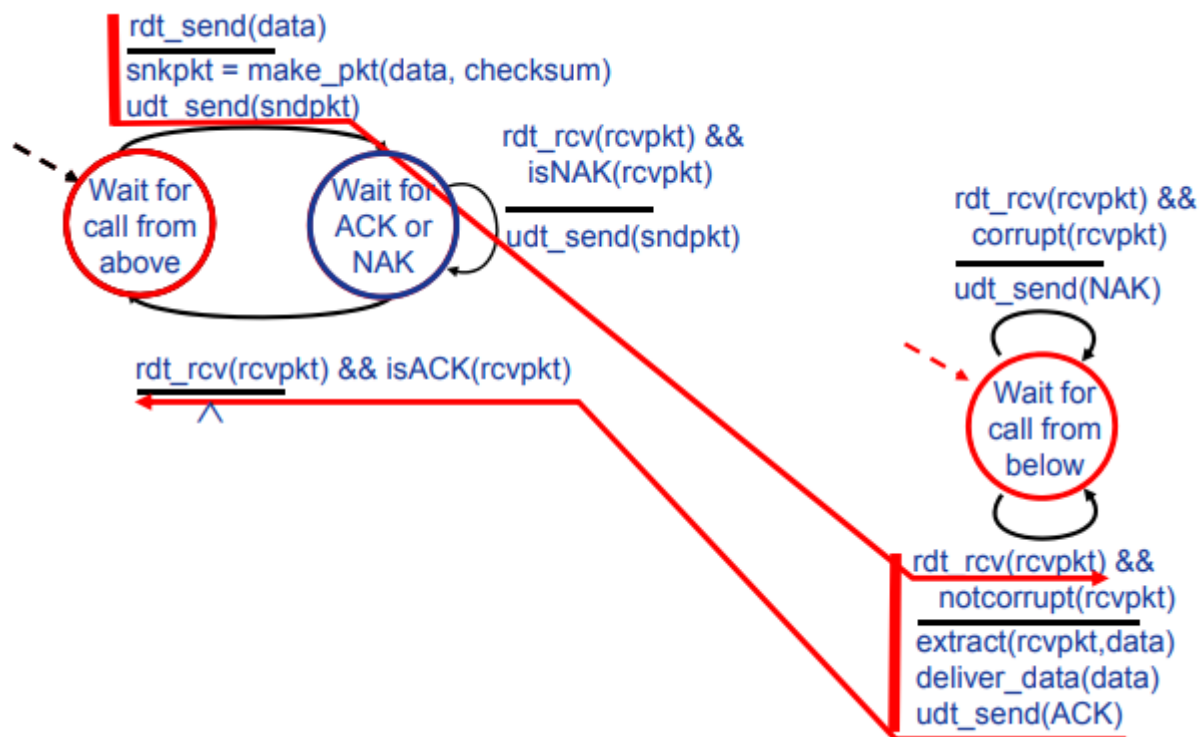 rdt_send(data)
snkpkt = make_pkt(data, checksum)
udt_send(sndpkt)
Wait for
call from
above
Wait for
ACK or
NAK
rdt_rcv(rcvpkt) &&
isNAK(rcvpkt)
udt_send(sndpkt)
rdt_rcv(rcvpkt) && isACK(rcvpkt)
Λ
rdt_rcv(rcvpkt) &&
corrupt(rcvpkt)
udt_send(NAK)
Wait for
call from
below
rdt_rcv(rcvpkt) &&
notcorrupt(rcvpkt)
extract(rcvpkt,data)
deliver_data(data)
udt_send(ACK)